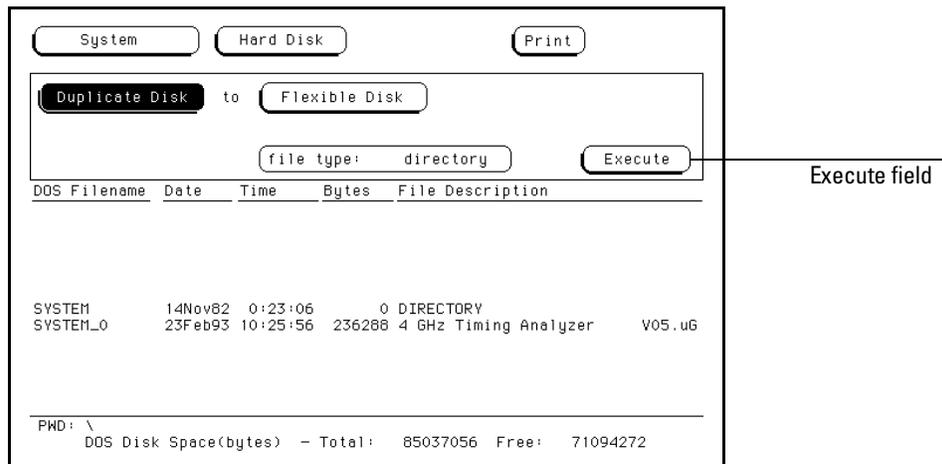 System Hard Disk Print
Duplicate Disk to Flexible Disk
file type: directory Execute
Execute field
DOS Filename Date Time Bytes File Description
SYSTEM 14Nov82 0:23:06 0 DIRECTORY
SYSTEM_0 23Feb93 10:25:56 236288 4 GHz Timing Analyzer V05.uG
PWD: \
DOS Disk Space(bytes) - Total: 85037056 Free: 71094272